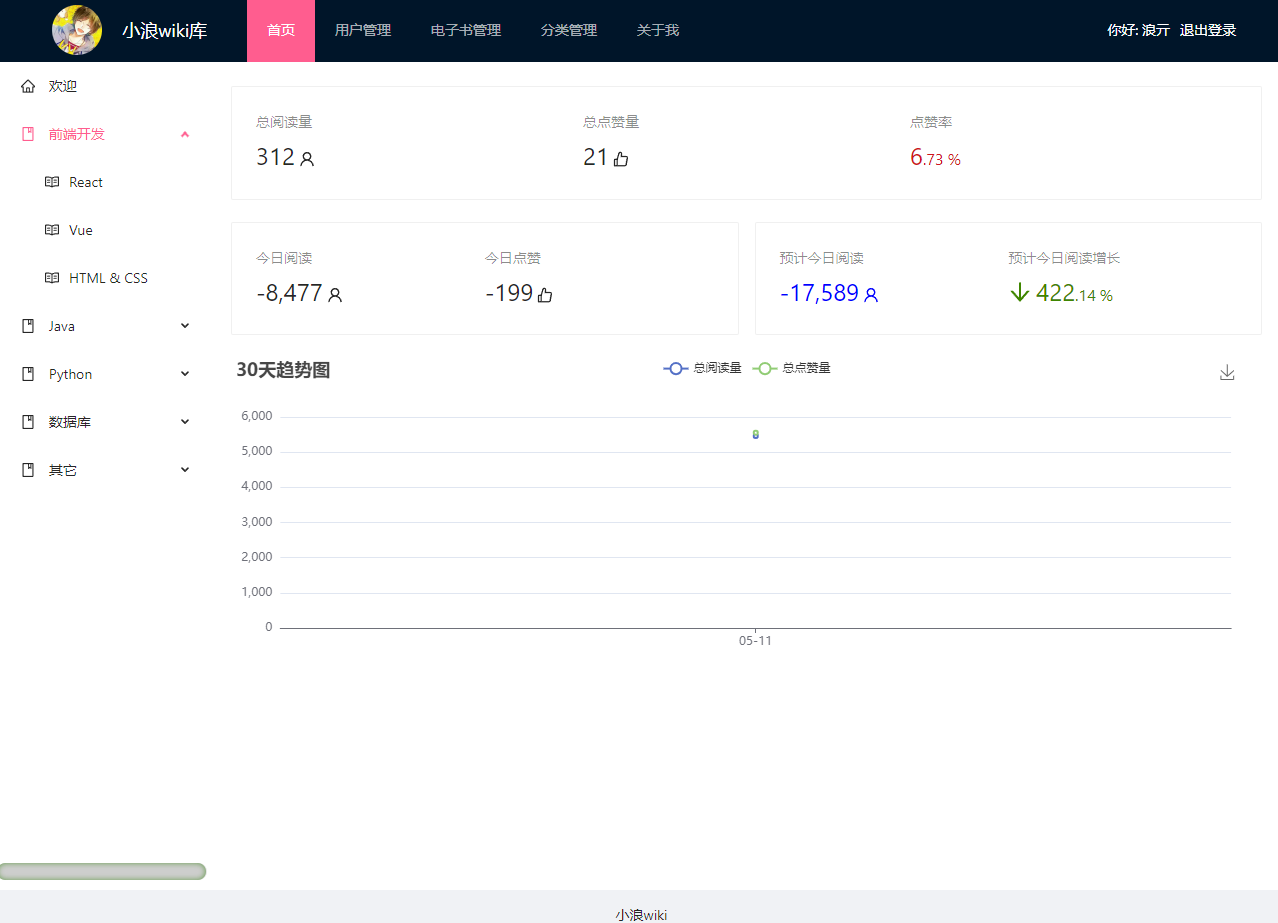 小浪wiki库 首页 用户管理 电子书管理 分类管理 关于我 你好: 浪亓 退出登录
欢迎
前端开发
React
Vue
HTML & CSS
Java
Python
数据库
其它
总阅读量 总点赞量 点赞率
312 21 6.73 %
今日阅读 今日点赞 预计今日阅读 预计今日阅读增长
-8,477 -199 -17,589 422.14 %
30天趋势图 总阅读量 总点赞量
6,000
5,000
4,000
3,000
2,000
1,000
0
05-11
小浪wiki